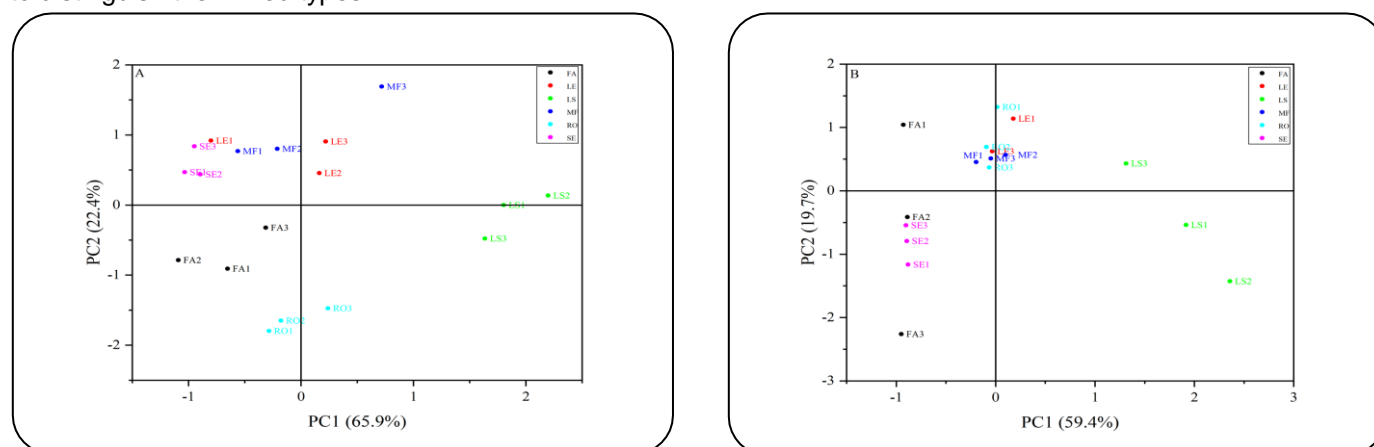 A
2
1
0
-1
-2
-1
0
1
2
PC2 (22.4%)
PC1 (65.9%)
FA
LE
LS
MF
RO
SE
MF3
LE1
SE3
MF1
MF2
LE3
SE1
SE2
LE2
LS2
LS1
LS3
FA3
FA2
FA1
RO3
RO2
RO1
B
2
1
0
-1
-2
-3
-1
0
1
2
3
PC2 (19.7%)
PC1 (59.4%)
FA
LE
LS
MF
RO
SE
RO1
FA1
LE1
RO2
LE3
MF1
MF3
MF2
RO3
LS3
FA2
SE3
SE2
SE1
LS1
LS2
FA3